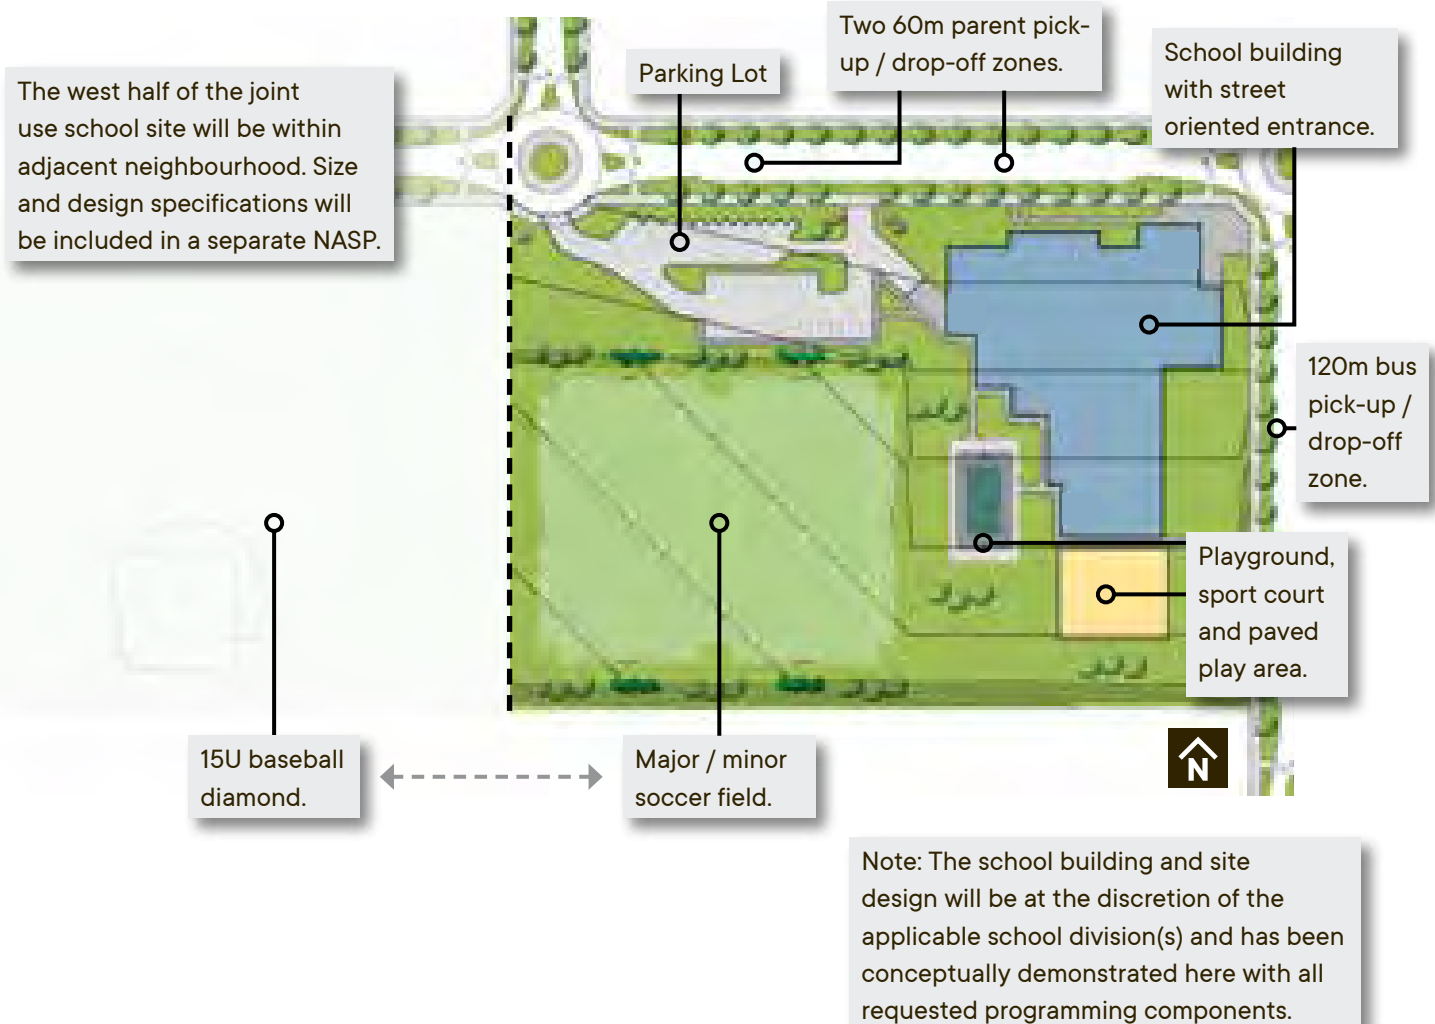 The west half of the joint
use school site will be within
adjacent neighbourhood. Size
and design specifications will
be included in a separate NASP.
Parking Lot
Two 60m parent pick-
up / drop-off zones.
School building
with street
oriented entrance.
120m bus
pick-up /
drop-off
zone.
Playground,
sport court
and paved
play area.
15U baseball
diamond.
Major / minor
soccer field.
N
Note: The school building and site
design will be at the discretion of the
applicable school division(s) and has been
conceptually demonstrated here with all
requested programming components.